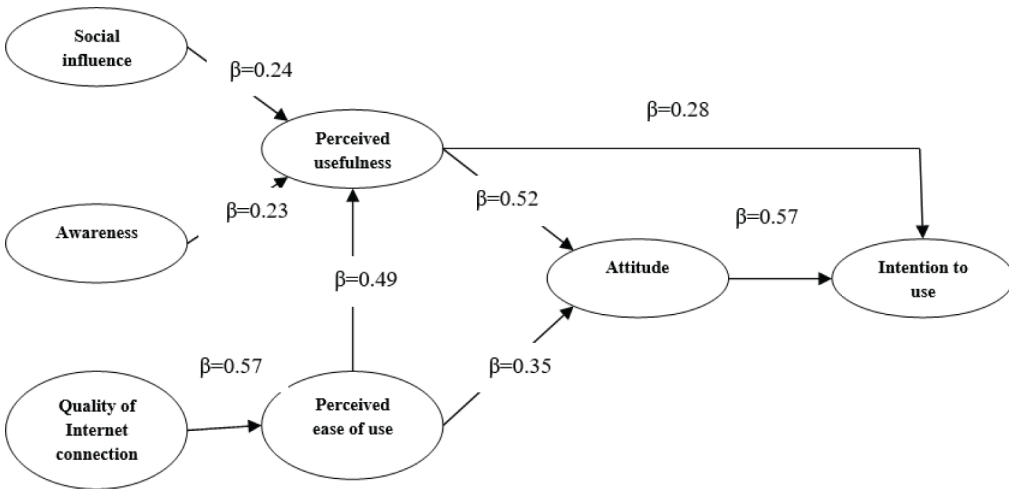 Social
influence
β=0.24
β=0.28
Perceived
usefulness
β=0.52
Awareness
β=0.23
β=0.57
Attitude
Intention to
use
β=0.49
β=0.57
β=0.35
Quality of
Internet
connection
Perceived
ease of use